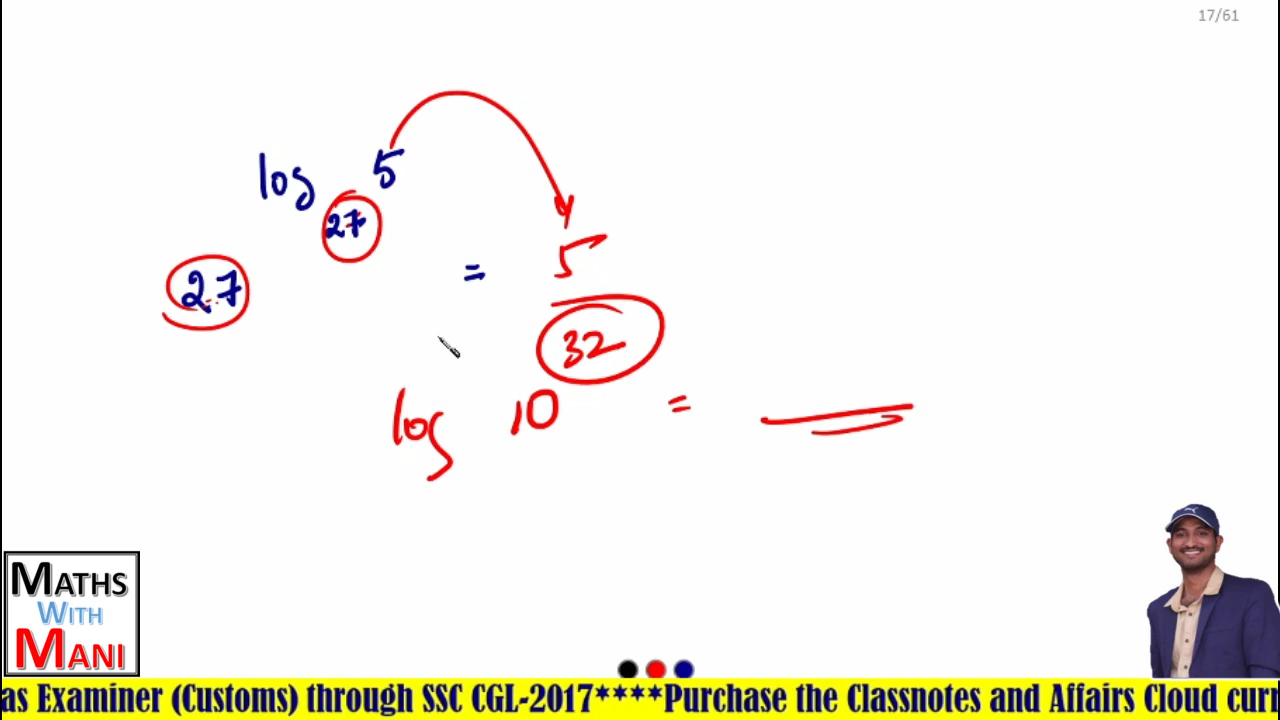 17/61
log 27 5
27 = 5
32
log 10 = 
MATHS
WITH
MANI
as Examiner (Customs) through SSC CGL-2017****Purchase the Classnotes and Affairs Cloud curr